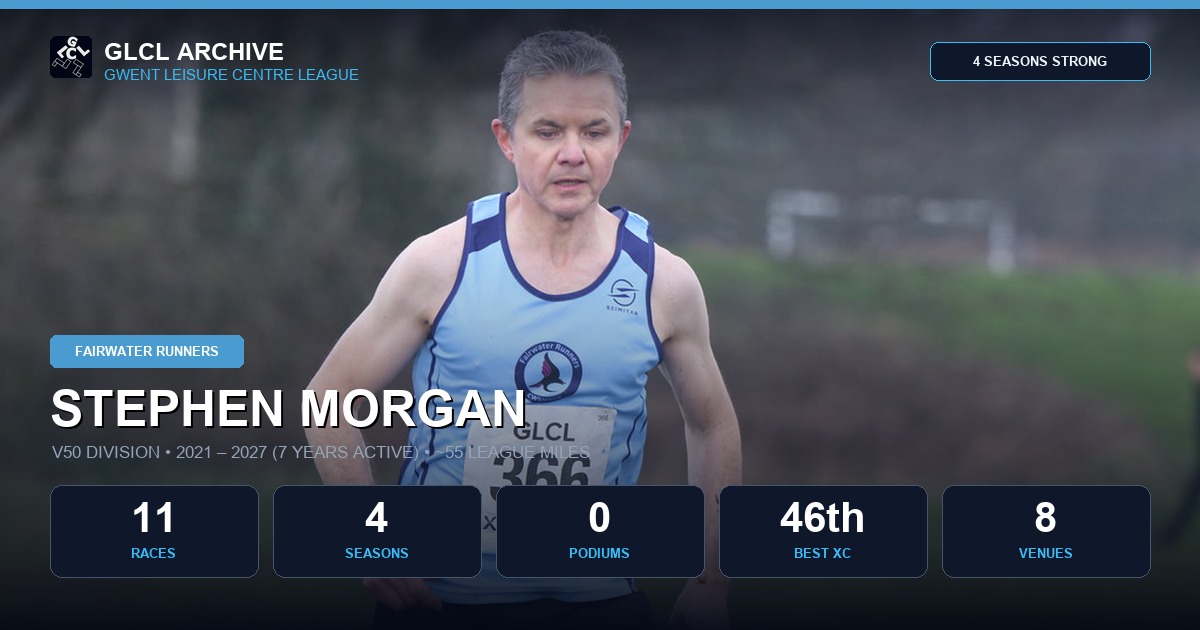 GLCL ARCHIVE
GWENT LEISURE CENTRE LEAGUE
4 SEASONS STRONG
SCIMITAR
Fairwater Runners
FAIRWATER RUNNERS
STEPHEN MORGAN
366
GLCL
V50 DIVISION • 2021 – 2027 (7 YEARS ACTIVE) • ~55 LEAGUE MILES
366
11
RACES
4
SEASONS
0
PODIUMS
46th
BEST XC
8
VENUES